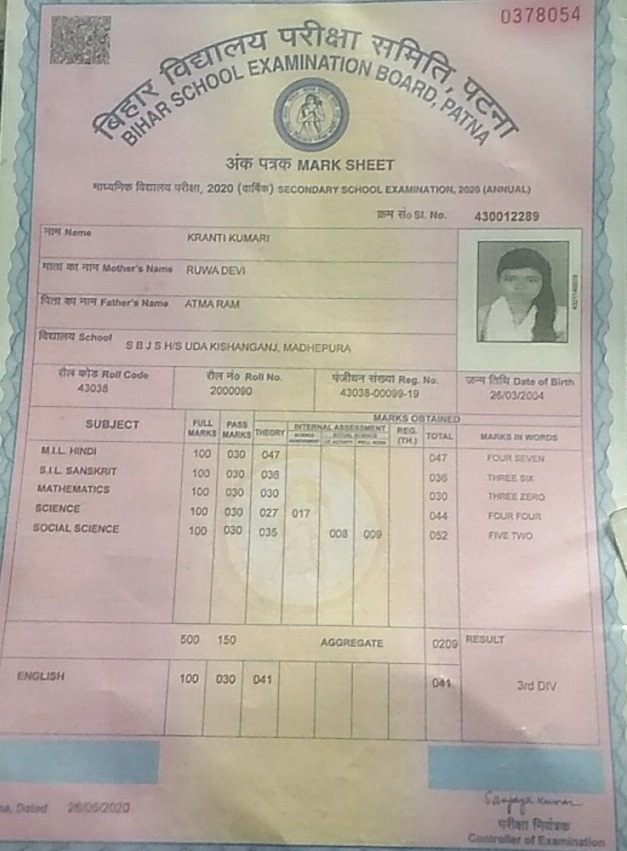 0378054
बिहार विद्यालय परीक्षा समिति, पटना
BIHAR SCHOOL EXAMINATION BOARD, PATNA
अंक पत्रक MARK SHEET
माध्यमिक विद्यालय परीक्षा, 2020 (वार्षिक) SECONDARY SCHOOL EXAMINATION, 2020 (ANNUAL)
क्रम सं० Sl. No. 430012289
नाम Name KRANTI KUMARI
माता का नाम Mother's Name RUWA DEVI
पिता का नाम Father's Name ATMA RAM
विद्यालय School S B J S H/S UDA KISHANGANJ, MADHEPURA
रौल कोड Roll Code रौल नं० Roll No. पंजीयन संख्या Reg. No. जन्म तिथि Date of Birth
43038 2000090 43038-00099-19 26/03/2004
SUBJECT FULL MARKS PASS MARKS MARKS OBTAINED
THEORY INTERNAL ASSESSMENT REG. (TH.) TOTAL MARKS IN WORDS
SCIENCE ASSESSMENT SOCIAL SCIENCE
M.I.L. HINDI 100 030 047 047 FOUR SEVEN
S.I.L. SANSKRIT 100 030 036 036 THREE SIX
MATHEMATICS 100 030 030 030 THREE ZERO
SCIENCE 100 030 027 017 044 FOUR FOUR
SOCIAL SCIENCE 100 030 035 008 009 052 FIVE TWO
500 150 AGGREGATE 0209 RESULT
ENGLISH 100 030 041 041 3rd DIV
Dated 26/05/2020
Sanjaya Kumar
परीक्षा नियंत्रक
Controller of Examination